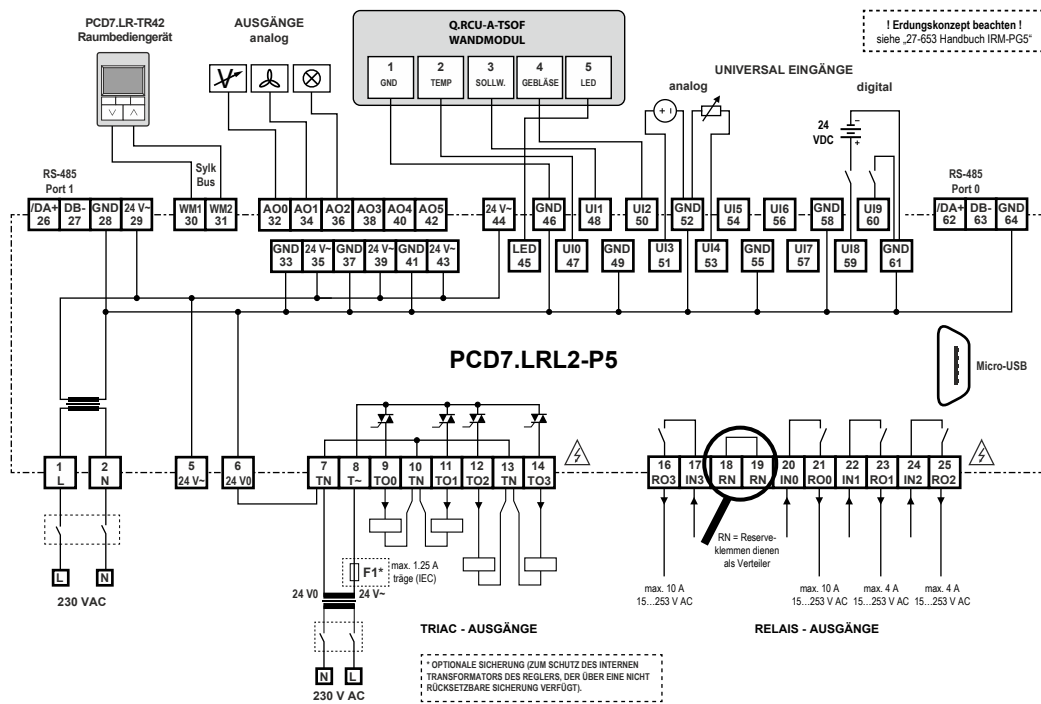 PCD7.LR-TR42
Raumbediengerät
AUSGÄNGE
analog
Q.RCU-A-TSOF
WANDMODUL
1 2 3 4 5
GND TEMP SOLLW. GEBLÄSE LED
! Erdungskonzept beachten !
siehe „27-653 Handbuch IRM-PG5“
UNIVERSAL EINGÄNGE
analog
digital
24
VDC
RS-485
Port 1
Sylk
Bus
RS-485
Port 0
/DA+ DB- GND 24 V~
26 27 28 29
WM1 WM2
30 31
AO0 AO1 AO2 AO3 AO4 AO5
32 34 36 38 40 42
24 V~
44
GND
46
UI1
48
UI2
50
GND
52
UI5
54
UI6
56
GND
58
UI9
60
/DA+ DB- GND
62 63 64
GND 24 V~ GND 24 V~ GND 24 V~
33 35 37 39 41 43
LED
45
UI0
47
GND
49
UI3
51
UI4
53
GND
55
UI7
57
UI8
59
GND
61
PCD7.LRL2-P5
Micro-USB
1
L
2
N
5
24 V~
6
24 V0
7 8 9 10 11 12 13 14
TN T~ TO0 TN TO1 TO2 TN TO3
16 17 18 19 20 21 22 23 24 25
RO3 IN3 RN RN IN0 RO0 IN1 RO1 IN2 RO2
RN = Reserve-
klemmen dienen
als Verteiler
L N
230 VAC
F1*
max. 1.25 A
träge (IEC)
24 V0 24 V~
N L
230 V AC
max. 10 A
15...253 V AC
max. 10 A
15...253 V AC
max. 4 A
15...253 V AC
max. 4 A
15...253 V AC
TRIAC - AUSGÄNGE
RELAIS - AUSGÄNGE
* OPTIONALE SICHERUNG (ZUM SCHUTZ DES INTERNEN
TRANSFORMATORS DES REGLERS, DER ÜBER EINE NICHT
RÜCKSETZBARE SICHERUNG VERFÜGT).